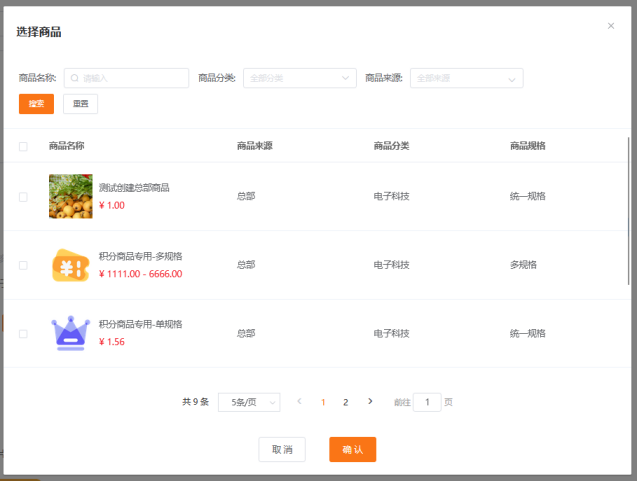 选择商品
商品名称: 请输入 商品分类: 全部分类 商品来源: 全部来源
搜索 重置
商品名称 商品来源 商品分类 商品规格
测试创建总部商品
¥ 1.00
总部 电子科技 统一规格
积分商品专用-多规格
¥ 1111.00 - 6666.00
总部 电子科技 多规格
积分商品专用-单规格
¥ 1.56
总部 电子科技 统一规格
共 9 条 5条/页 1 2 前往 1 页
取 消 确 认